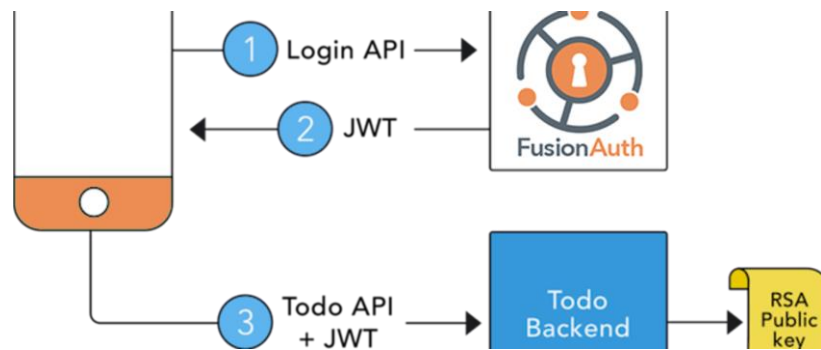 1 Login API
2 JWT
FusionAuth
3 Todo API
+ JWT
Todo
Backend
RSA
Public
key